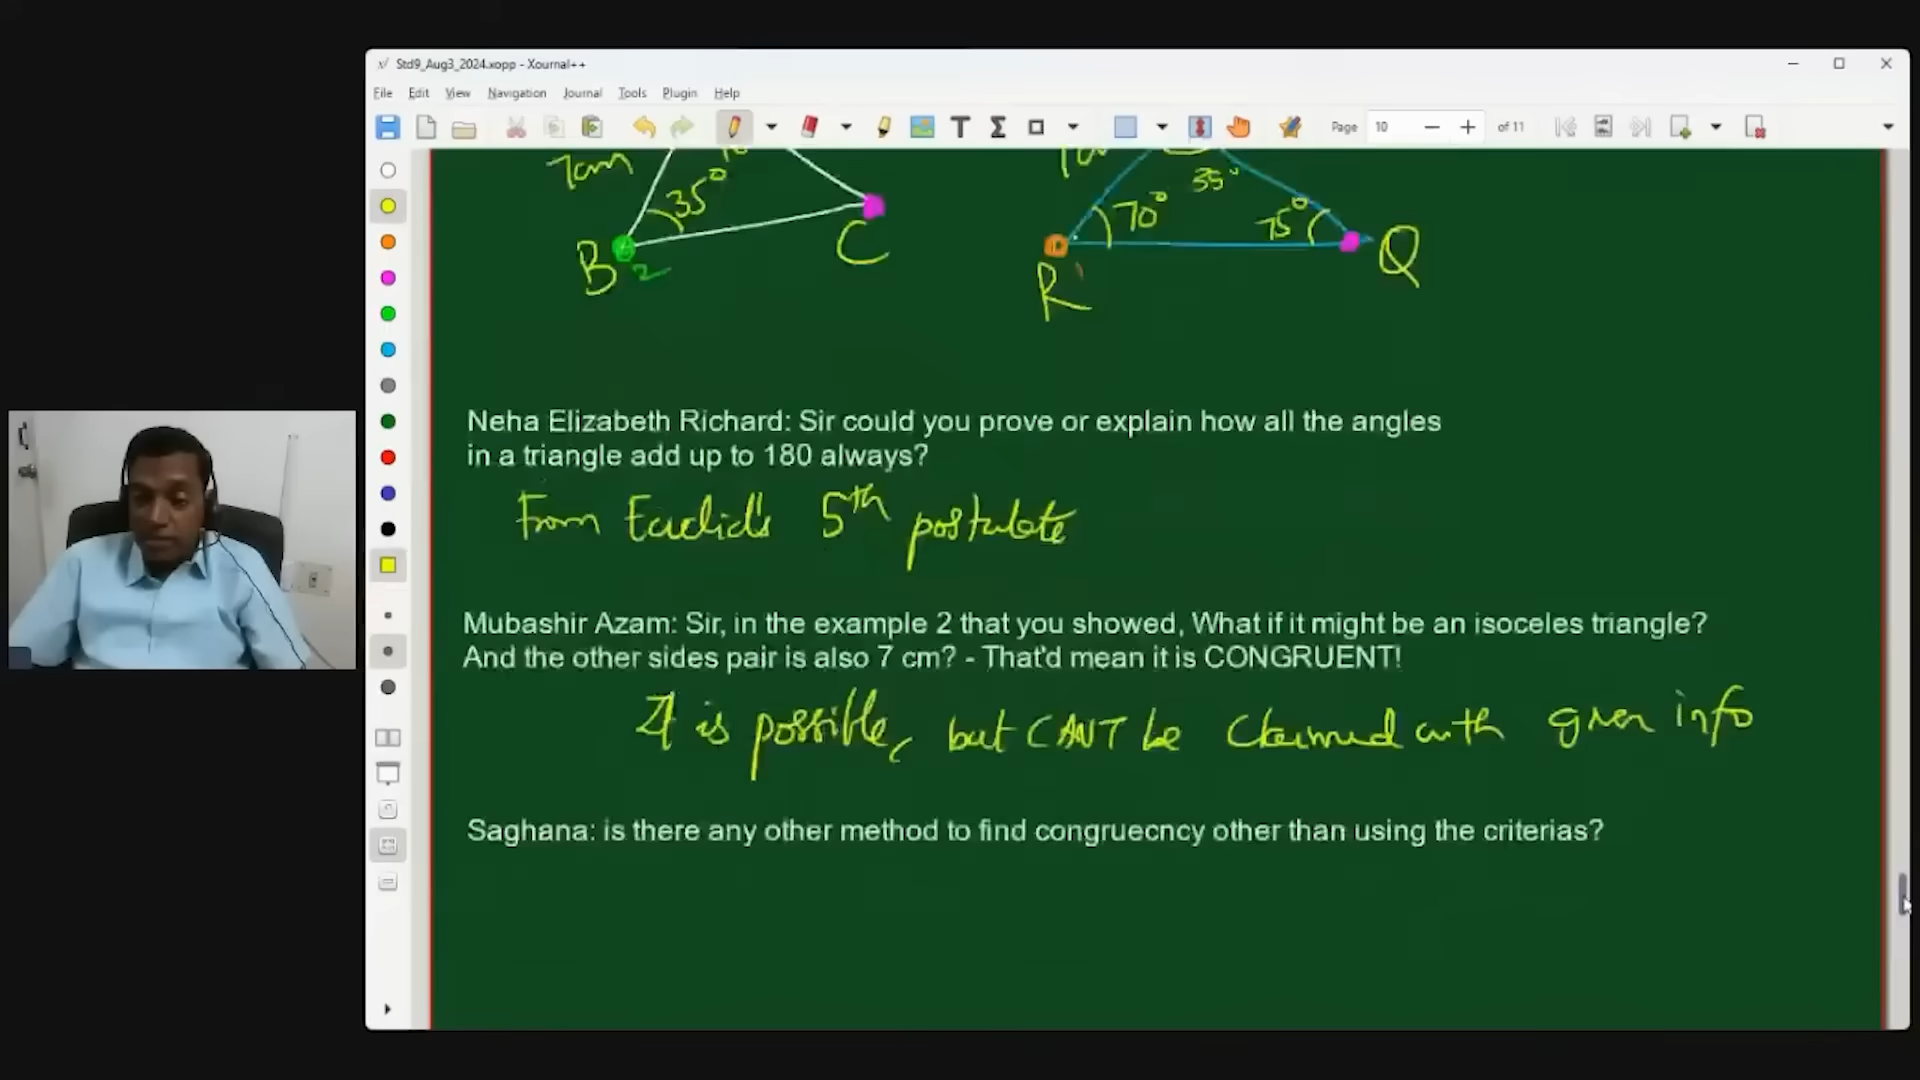 Std9_Aug3_2024.xopp - Xournal++
File Edit View Navigation Journal Tools Plugin Help
Page 10 of 11
7cm 35°
35°
70° 75°
B 2 C
R Q
Neha Elizabeth Richard: Sir could you prove or explain how all the angles
in a triangle add up to 180 always?
From Euclid's 5th postulate
Mubashir Azam: Sir, in the example 2 that you showed, What if it might be an isoceles triangle?
And the other sides pair is also 7 cm? - That'd mean it is CONGRUENT!
It is possible, but CANT be claimed with given info
Saghana: is there any other method to find congruecncy other than using the criterias?